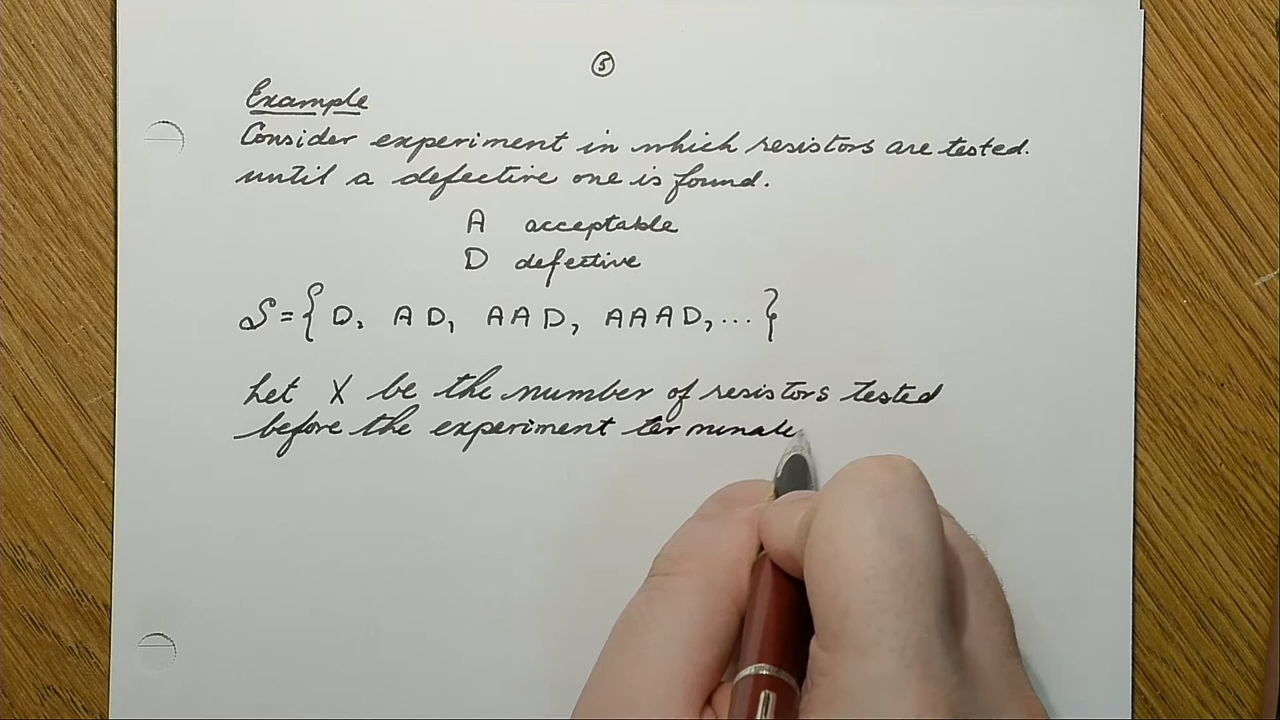 ⑤
Example
Consider experiment in which resistors are tested.
until a defective one is found.
A acceptable
D defective
S = { D, AD, AAD, AAAD, ... }
Let X be the number of resistors tested
before the experiment terminate